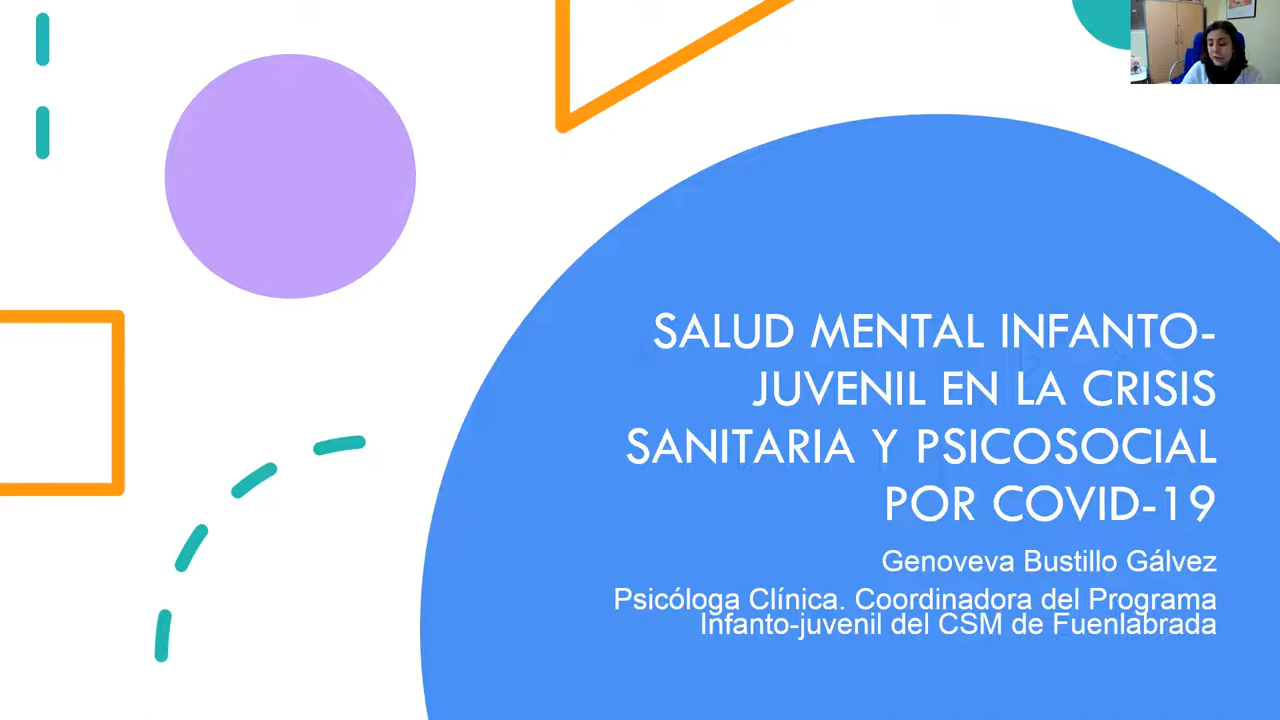 SALUD MENTAL INFANTO-
JUVENIL EN LA CRISIS
SANITARIA Y PSICOSOCIAL
POR COVID-19
Genoveva Bustillo Gálvez
Psicóloga Clínica. Coordinadora del Programa
Infanto-juvenil del CSM de Fuenlabrada